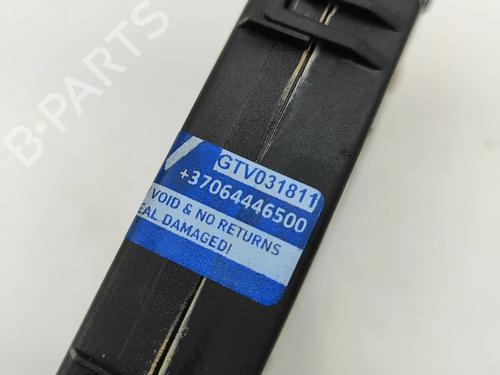 B-PARTS
GTV031811
+37064446500
VOID & NO RETURNS
EAL DAMAGED!